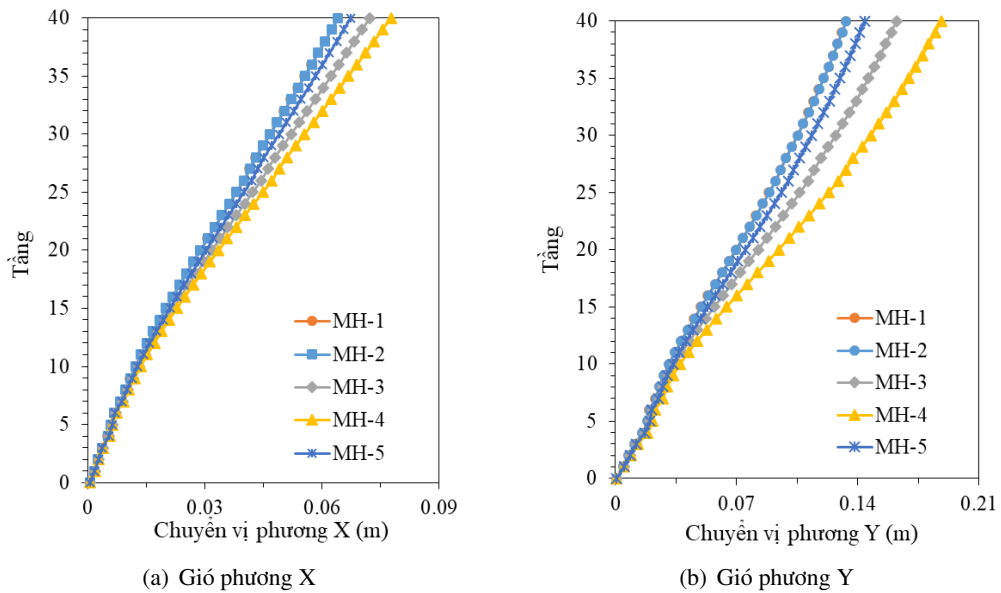 40
35
30
25
20
15
10
5
0
Tầng
MH-1
MH-2
MH-3
MH-4
MH-5
0
0.03
0.06
0.09
Chuyển vị phương X (m)
(a) Gió phương X
40
35
30
25
20
15
10
5
0
Tầng
MH-1
MH-2
MH-3
MH-4
MH-5
0
0.07
0.14
0.21
Chuyển vị phương Y (m)
(b) Gió phương Y